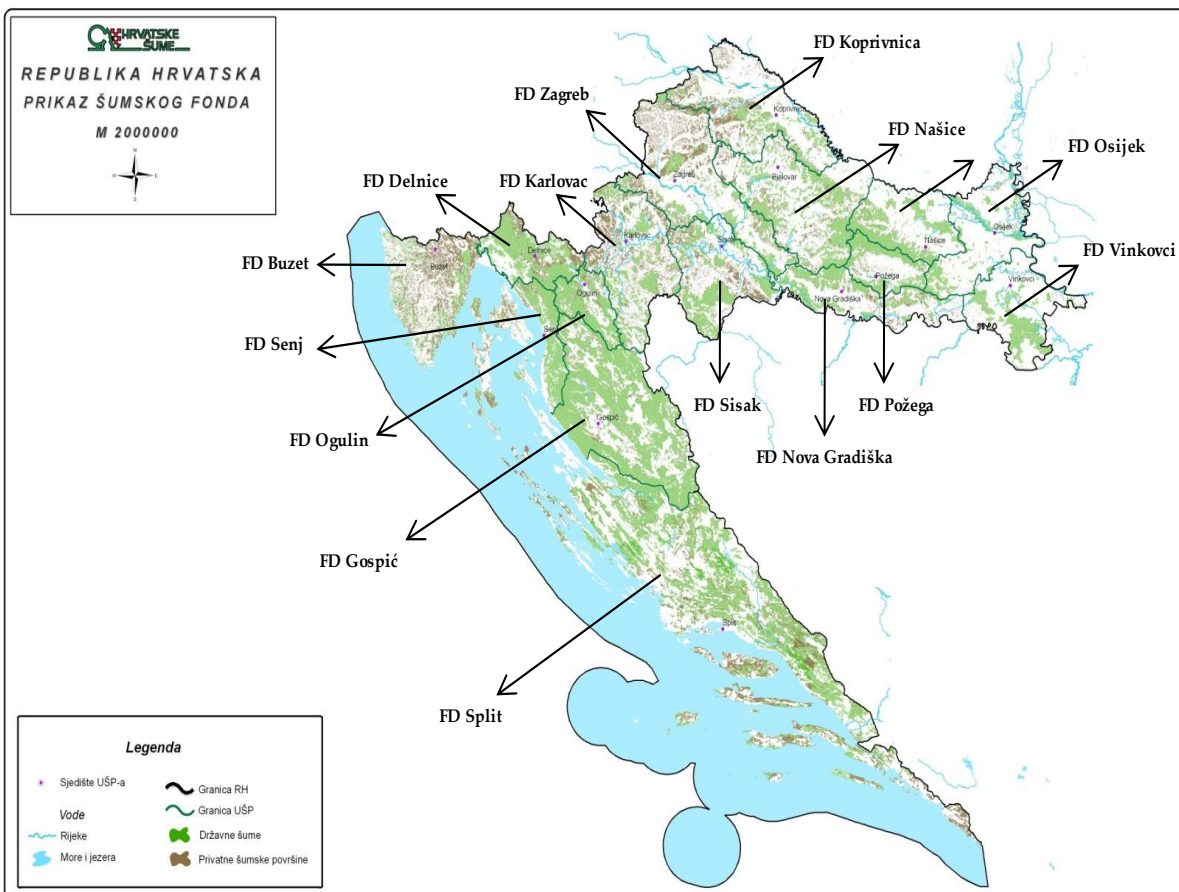 HRVATSKE
ŠUME
REPUBLIKA HRVATSKA
PRIKAZ ŠUMSKOG FONDA
M 2000000
N
E
S
FD Koprivnica
FD Zagreb
FD Našice
FD Osijek
FD Delnice
FD Karlovac
FD Buzet
FD Vinkovci
FD Senj
FD Sisak
FD Požega
FD Ogulin
FD Nova Gradiška
FD Gospić
FD Split
Koprivnica
Zagreb
Bjelovar
Karlovac
Sisak
Osijek
Našice
Delnice
Buzet
Požega
Vinkovci
Ogulin
Nova Gradiška
Senj
Gospić
Split
Legenda
Sjedište UŠP-a
Vode
Rijeke
More i jezera
Granica RH
Granica UŠP
Državne šume
Privatne šumske površine